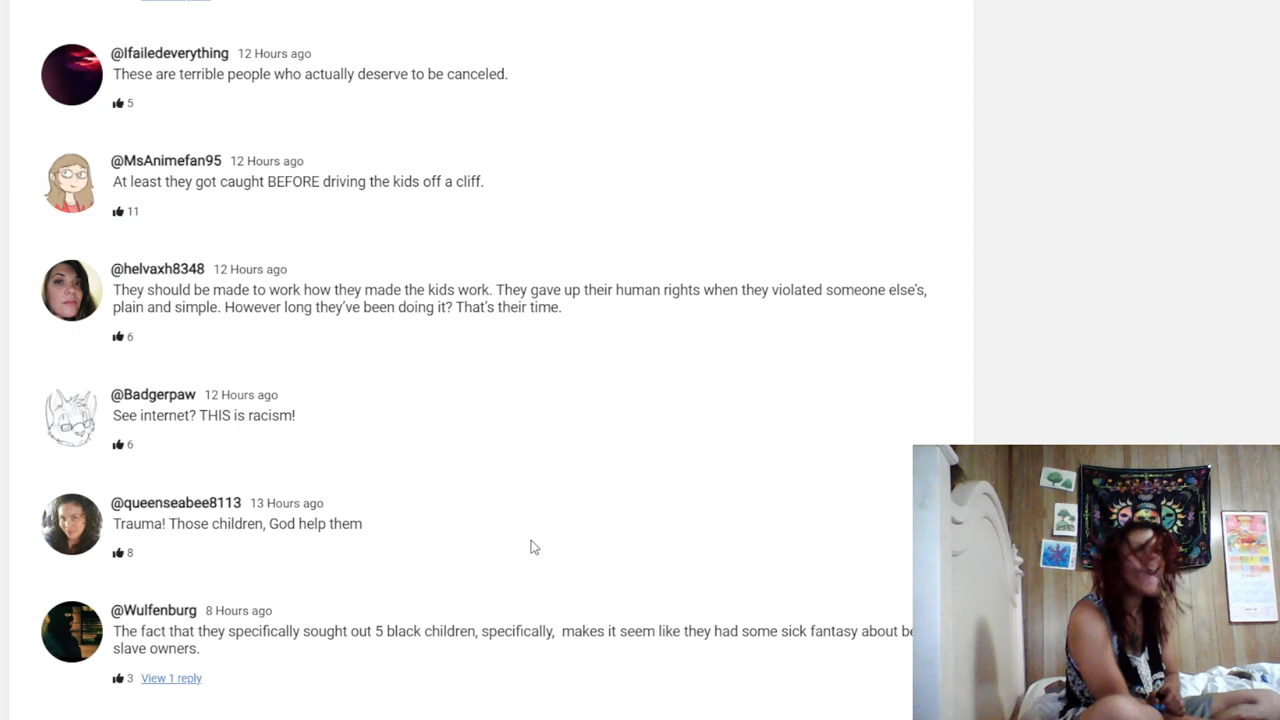 @Ifailedeverything 12 Hours ago
These are terrible people who actually deserve to be canceled.
5
@MsAnimefan95 12 Hours ago
At least they got caught BEFORE driving the kids off a cliff.
11
@helvaxh8348 12 Hours ago
They should be made to work how they made the kids work. They gave up their human rights when they violated someone else's,
plain and simple. However long they've been doing it? That's their time.
6
@Badgerpaw 12 Hours ago
See internet? THIS is racism!
6
@queenseabee8113 13 Hours ago
Trauma! Those children, God help them
8
@Wulfenburg 8 Hours ago
The fact that they specifically sought out 5 black children, specifically, makes it seem like they had some sick fantasy about be
slave owners.
3 View 1 reply